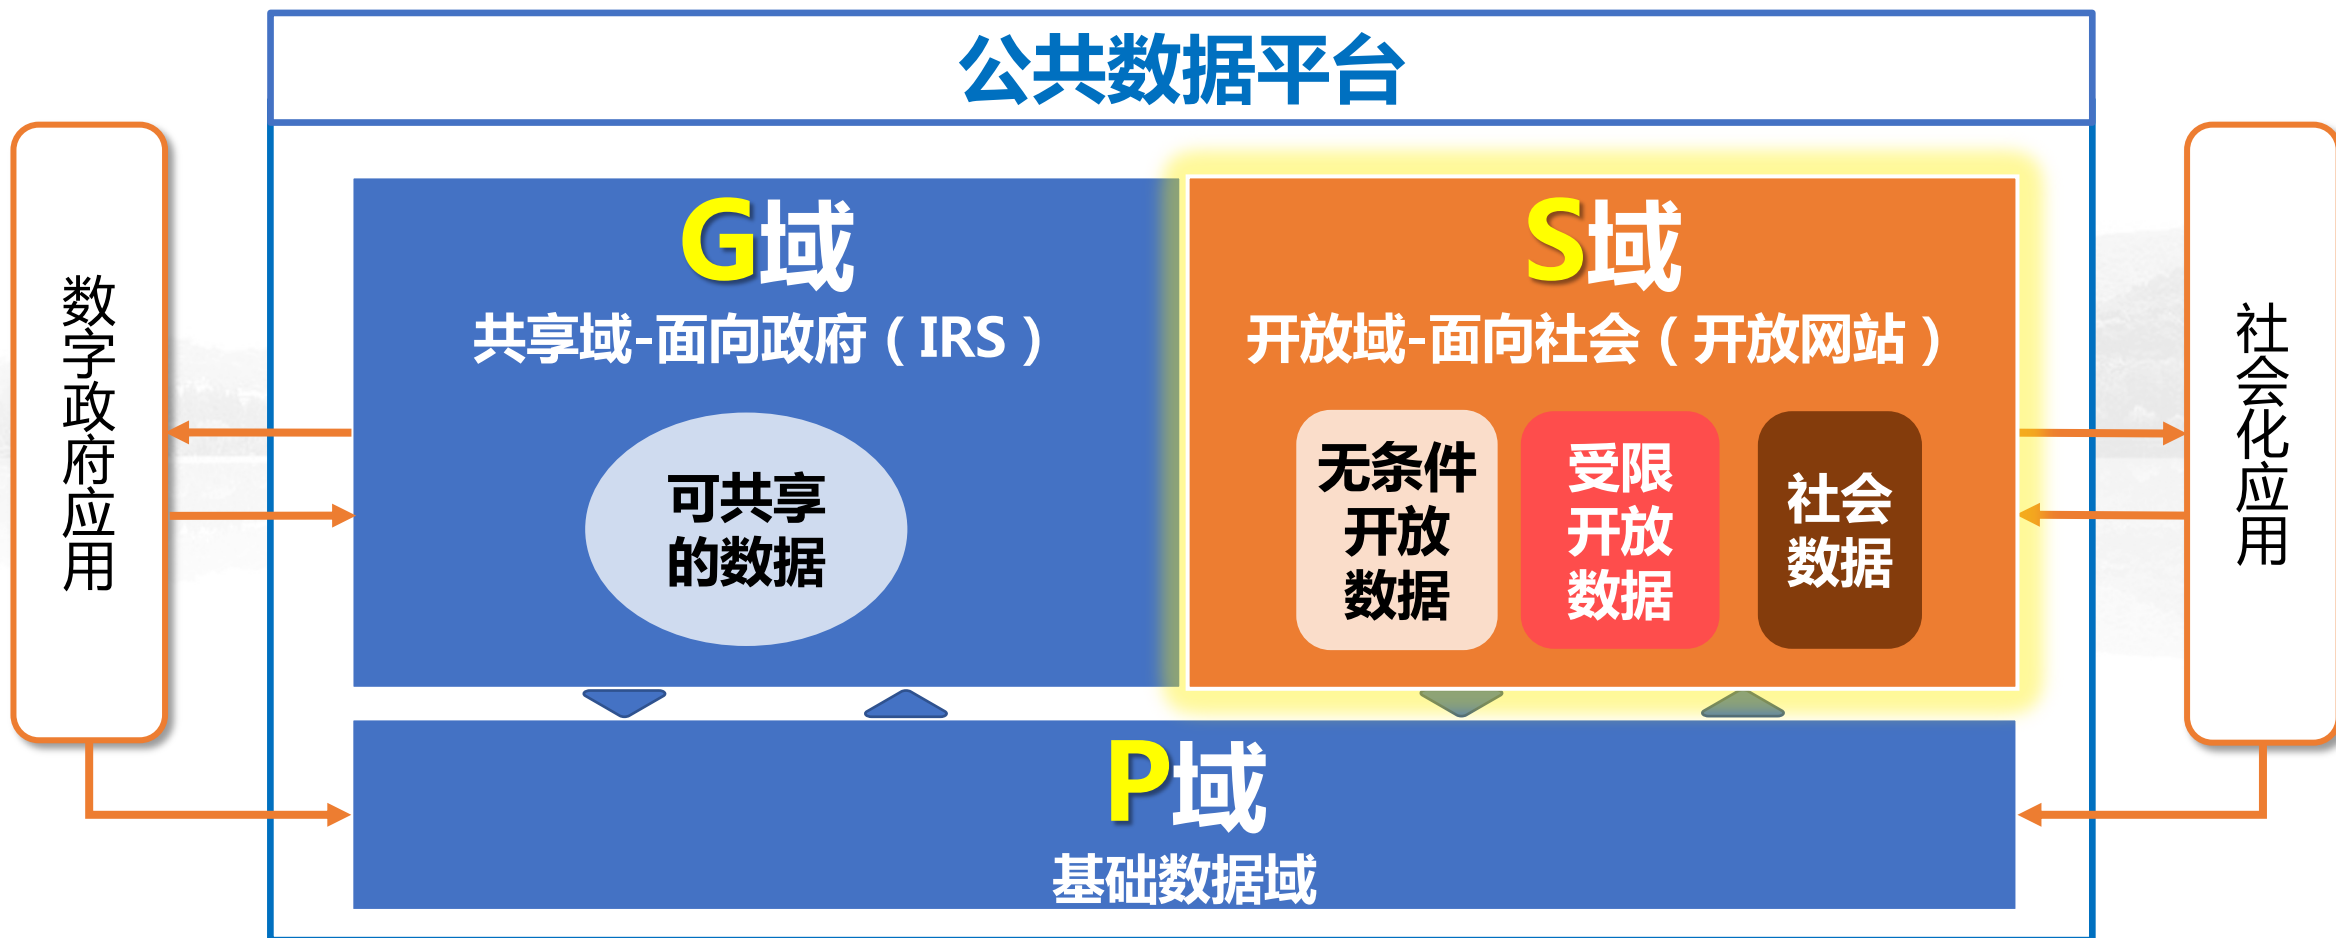 公共数据平台
数字政府应用
G域
共享域-面向政府（IRS）
可共享
的数据
S域
开放域-面向社会（开放网站）
无条件
开放
数据
受限
开放
数据
社会
数据
社会化应用
P域
基础数据域